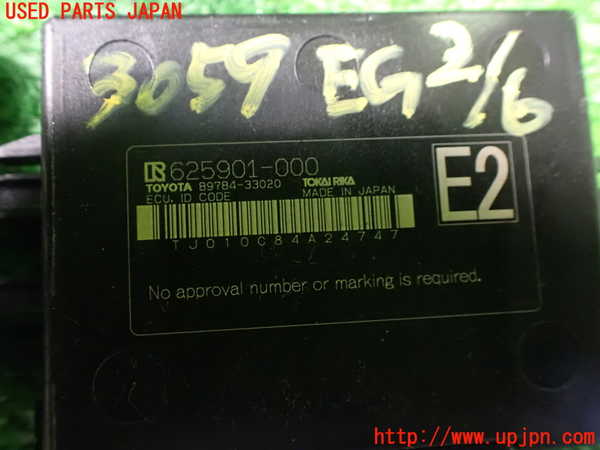 USED PARTS JAPAN
3059 EG 2/6
625901-000
TOYOTA 89784-33020 TOKAI RIKA
ECU. ID CODE MADE IN JAPAN
E2
TJ010C84A24747
No approval number or marking is required.
http://www.upjpn.com/